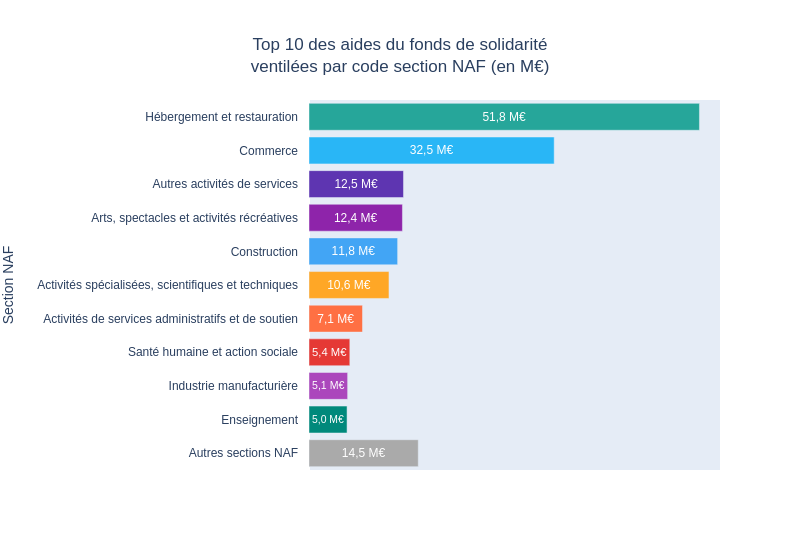 Top 10 des aides du fonds de solidarité
ventilées par code section NAF (en M€)
Section NAF
Hébergement et restauration 51,8 M€
Commerce 32,5 M€
Autres activités de services 12,5 M€
Arts, spectacles et activités récréatives 12,4 M€
Construction 11,8 M€
Activités spécialisées, scientifiques et techniques 10,6 M€
Activités de services administratifs et de soutien 7,1 M€
Santé humaine et action sociale 5,4 M€
Industrie manufacturière 5,1 M€
Enseignement 5,0 M€
Autres sections NAF 14,5 M€